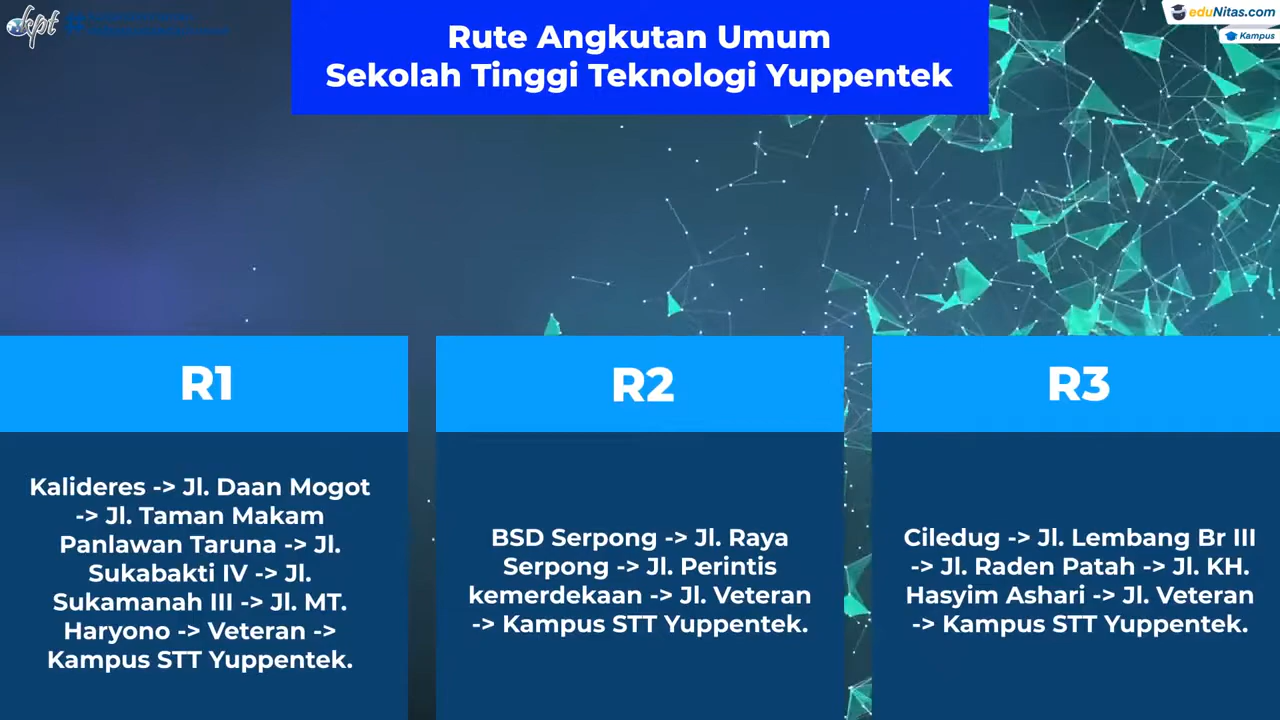 kpt
eduNitas.com
Kampus
Rute Angkutan Umum
Sekolah Tinggi Teknologi Yuppentek
R1
Kalideres -> Jl. Daan Mogot
-> Jl. Taman Makam
Panlawan Taruna -> Jl.
Sukabakti IV -> Jl.
Sukamanah III -> Jl. MT.
Haryono -> Veteran ->
Kampus STT Yuppentek.
R2
BSD Serpong -> Jl. Raya
Serpong -> Jl. Perintis
kemerdekaan -> Jl. Veteran
-> Kampus STT Yuppentek.
R3
Ciledug -> Jl. Lembang Br III
-> Jl. Raden Patah -> Jl. KH.
Hasyim Ashari -> Jl. Veteran
-> Kampus STT Yuppentek.